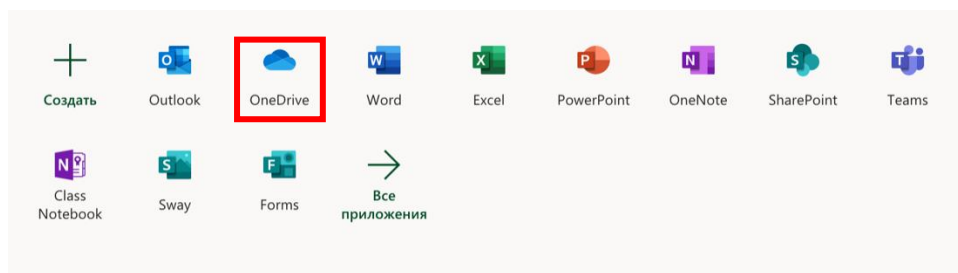 Создать
Outlook
OneDrive
Word
Excel
PowerPoint
OneNote
SharePoint
Teams
Class
Notebook
Sway
Forms
Все
приложения